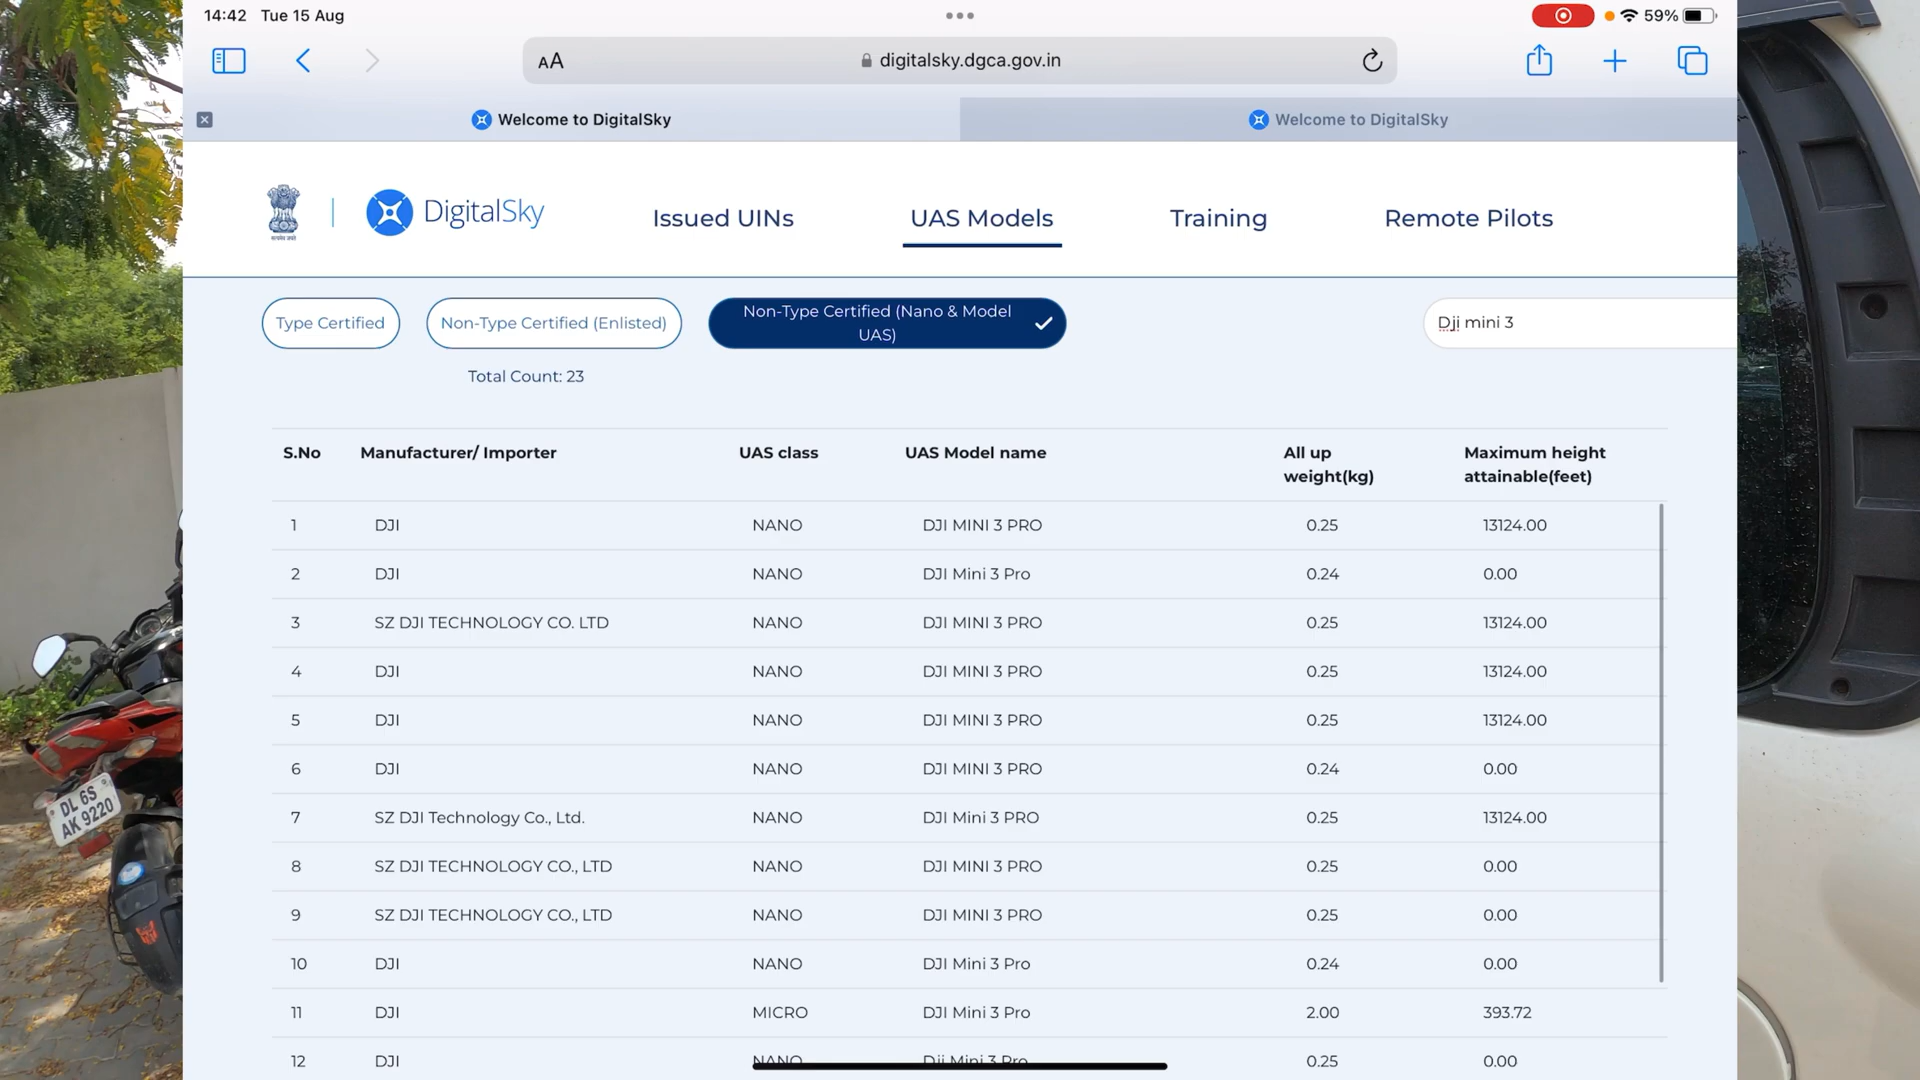 14:42 Tue 15 Aug
59%
AA digitalsky.dgca.gov.in
Welcome to DigitalSky
Welcome to DigitalSky
सत्यमेव जयते
DigitalSky
Issued UINs
UAS Models
Training
Remote Pilots
Type Certified
Non-Type Certified (Enlisted)
Non-Type Certified (Nano & Model
UAS)
Dji mini 3
Total Count: 23
S.No Manufacturer/ Importer UAS class UAS Model name All up weight(kg) Maximum height attainable(feet)
1 DJI NANO DJI MINI 3 PRO 0.25 13124.00
2 DJI NANO DJI Mini 3 Pro 0.24 0.00
3 SZ DJI TECHNOLOGY CO. LTD NANO DJI MINI 3 PRO 0.25 13124.00
4 DJI NANO DJI MINI 3 PRO 0.25 13124.00
5 DJI NANO DJI MINI 3 PRO 0.25 13124.00
6 DJI NANO DJI MINI 3 PRO 0.24 0.00
7 SZ DJI Technology Co., Ltd. NANO DJI Mini 3 PRO 0.25 13124.00
8 SZ DJI TECHNOLOGY CO., LTD NANO DJI MINI 3 PRO 0.25 0.00
9 SZ DJI TECHNOLOGY CO., LTD NANO DJI MINI 3 PRO 0.25 0.00
10 DJI NANO DJI Mini 3 Pro 0.24 0.00
11 DJI MICRO DJI Mini 3 Pro 2.00 393.72
12 DJI NANO Dji Mini 3 Pro 0.25 0.00
DL 6S
AK 9220